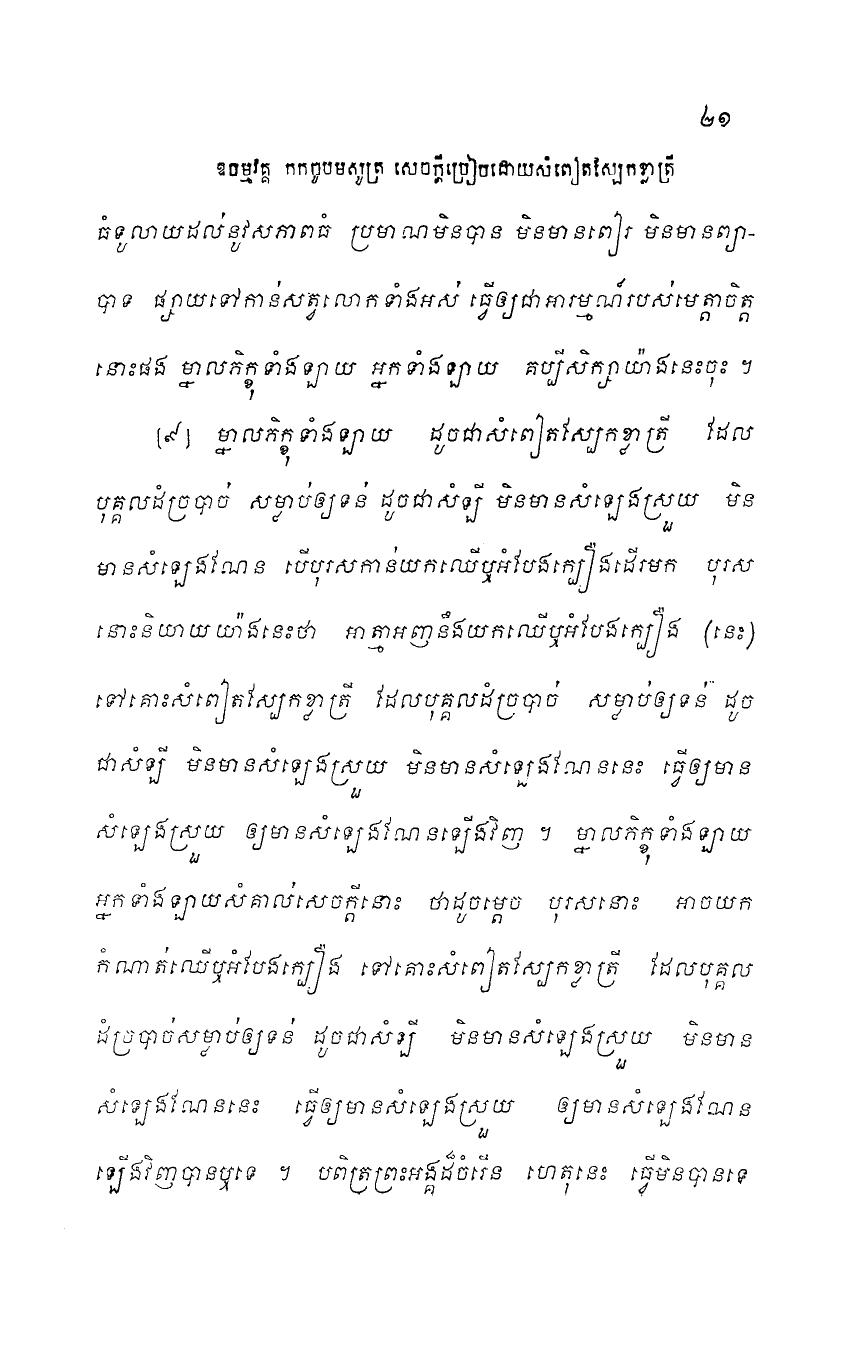 ២១
ឧបម្មវគ្គ កកចូបមសូត្រ សេចក្តីប្រៀបដោយសំពៀតស្បែកខ្លាត្រី
ធំទូលាយដល់នូវសភាពធំ ប្រមាណមិនបាន មិនមានពៀរ មិនមានព្យា-
បាទ ផ្សាយទៅកាន់សត្វលោកទាំងអស់ ធ្វើឲ្យជាអារម្មណ៍របស់មេត្តាចិត្ត
នោះផង ម្នាលភិក្ខុទាំងឡាយ អ្នកទាំងឡាយ គប្បីសិក្សាយ៉ាងនេះចុះ ។
[៩] ម្នាលភិក្ខុទាំងឡាយ ដូចជាសំពៀតស្បែកខ្លាត្រី ដែល
បុគ្គលដំច្របាច់ សម្លាប់ឲ្យទន់ ដូចជាសំឡី មិនមានសំឡេងស្រួយ មិន
មានសំឡេងណែន បើបុរសកាន់យកឈើឬអំបែងក្បឿងដើរមក បុរស
នោះនិយាយយ៉ាងនេះថា អាត្មាអញនឹងយកឈើឬអំបែងក្បឿង (នេះ)
ទៅគោះសំពៀតស្បែកខ្លាត្រី ដែលបុគ្គលដំច្របាច់ សម្លាប់ឲ្យទន់ ដូច
ជាសំឡី មិនមានសំឡេងស្រួយ មិនមានសំឡេងណែននេះ ធ្វើឲ្យមាន
សំឡេងស្រួយ ឲ្យមានសំឡេងណែនឡើងវិញ ។ ម្នាលភិក្ខុទាំងឡាយ
អ្នកទាំងឡាយសំគាល់សេចក្តីនោះ ថាដូចម្តេច បុរសនោះ អាចយក
កំណាត់ឈើឬអំបែងក្បឿង ទៅគោះសំពៀតស្បែកខ្លាត្រី ដែលបុគ្គល
ដំច្របាច់សម្លាប់ឲ្យទន់ ដូចជាសំឡី មិនមានសំឡេងស្រួយ មិនមាន
សំឡេងណែននេះ ធ្វើឲ្យមានសំឡេងស្រួយ ឲ្យមានសំឡេងណែន
ឡើងវិញបានឬទេ ។ បពិត្រព្រះអង្គដ៏ចំរើន ហេតុនេះ ធ្វើមិនបានទេ